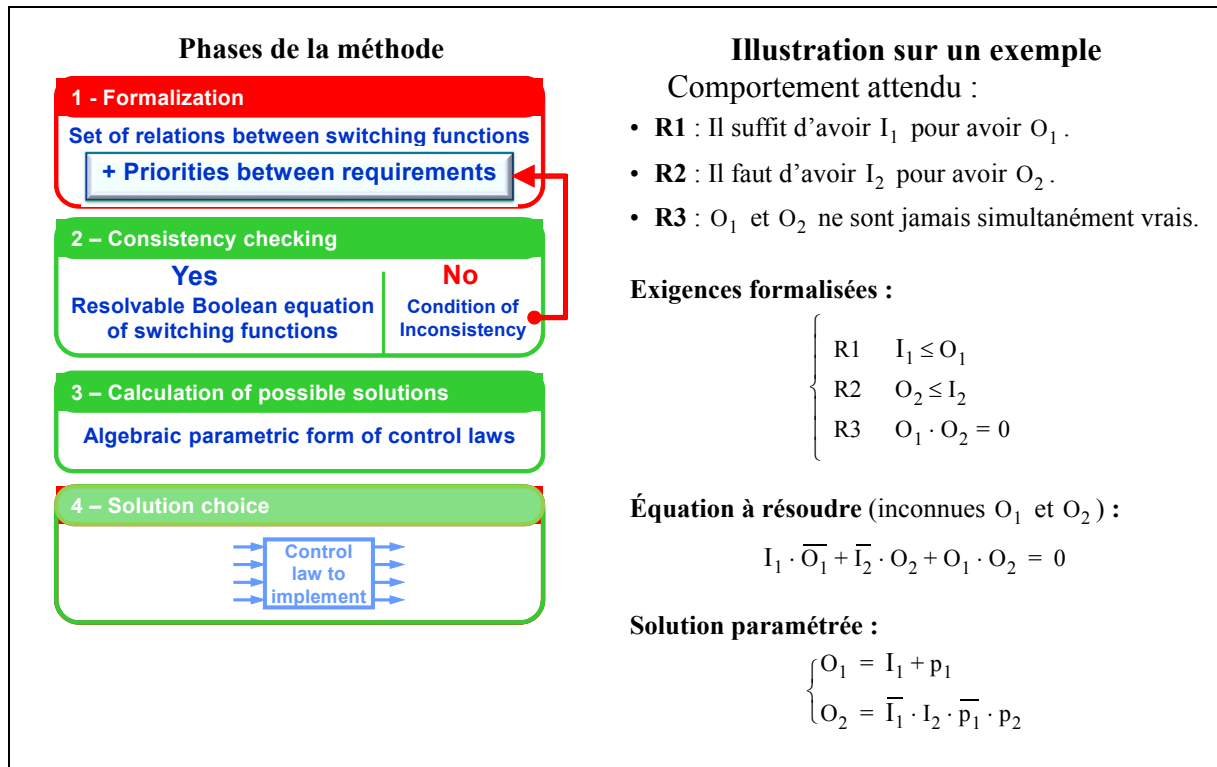 Phases de la méthode
1 - Formalization
Set of relations between switching functions
+ Priorities between requirements
2 – Consistency checking
Yes
Resolvable Boolean equation
of switching functions
No
Condition of
Inconsistency
3 – Calculation of possible solutions
Algebraic parametric form of control laws
4 – Solution choice
Control
law to
implement
Illustration sur un exemple
Comportement attendu :
• R1 : Il suffit d'avoir I₁ pour avoir O₁ .
• R2 : Il faut d'avoir I₂ pour avoir O₂ .
• R3 : O₁ et O₂ ne sont jamais simultanément vrais.
Exigences formalisées :
R1 I₁ ≤ O₁
R2 O₂ ≤ I₂
R3 O₁ · O₂ = 0
Équation à résoudre (inconnues O₁ et O₂ ) :
I₁ · O̅₁ + I̅₂ · O₂ + O₁ · O₂ = 0
Solution paramétrée :
O₁ = I₁ + p₁
O₂ = I̅₁ · I₂ · p̅₁ · p₂